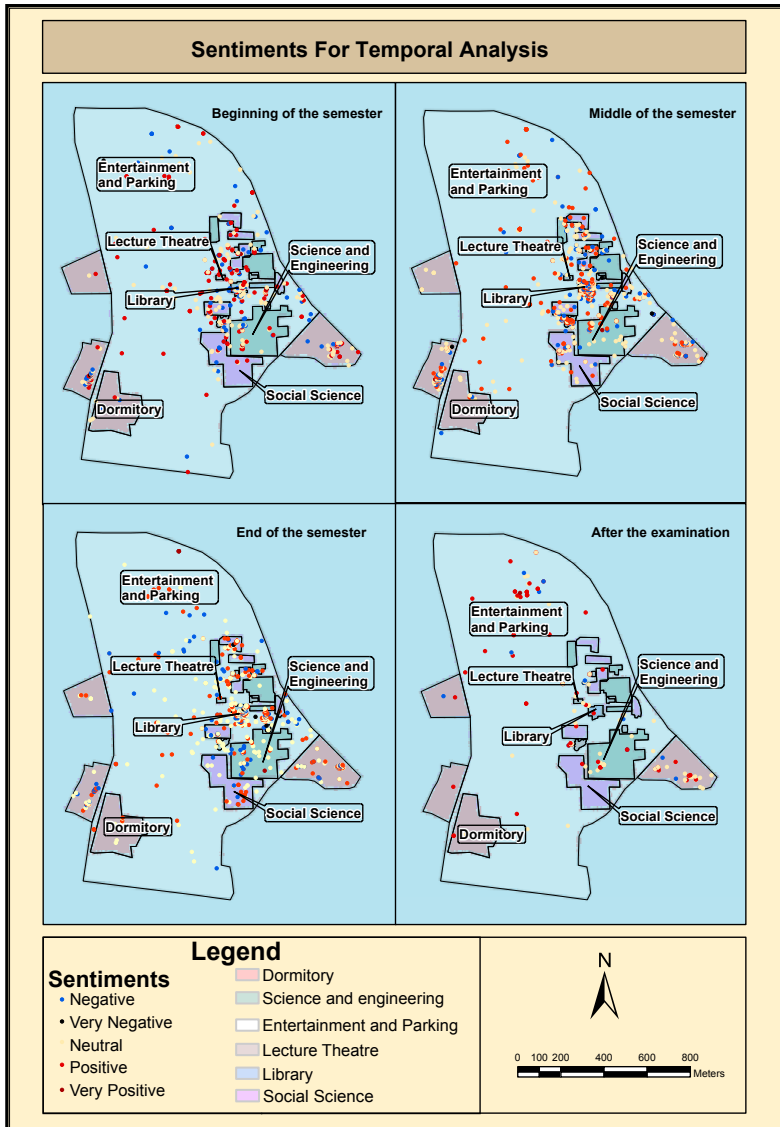 Sentiments For Temporal Analysis
Beginning of the semester
Entertainment
and Parking
Lecture Theatre
Science and
Engineering
Library
Dormitory
Social Science
Middle of the semester
Entertainment
and Parking
Lecture Theatre
Science and
Engineering
Library
Dormitory
Social Science
End of the semester
Entertainment
and Parking
Lecture Theatre
Science and
Engineering
Library
Dormitory
Social Science
After the examination
Entertainment
and Parking
Lecture Theatre
Science and
Engineering
Library
Dormitory
Social Science
Legend
Sentiments
Negative
Very Negative
Neutral
Positive
Very Positive
Dormitory
Science and engineering
Entertainment and Parking
Lecture Theatre
Library
Social Science
N
0 100 200 400 600 800
Meters